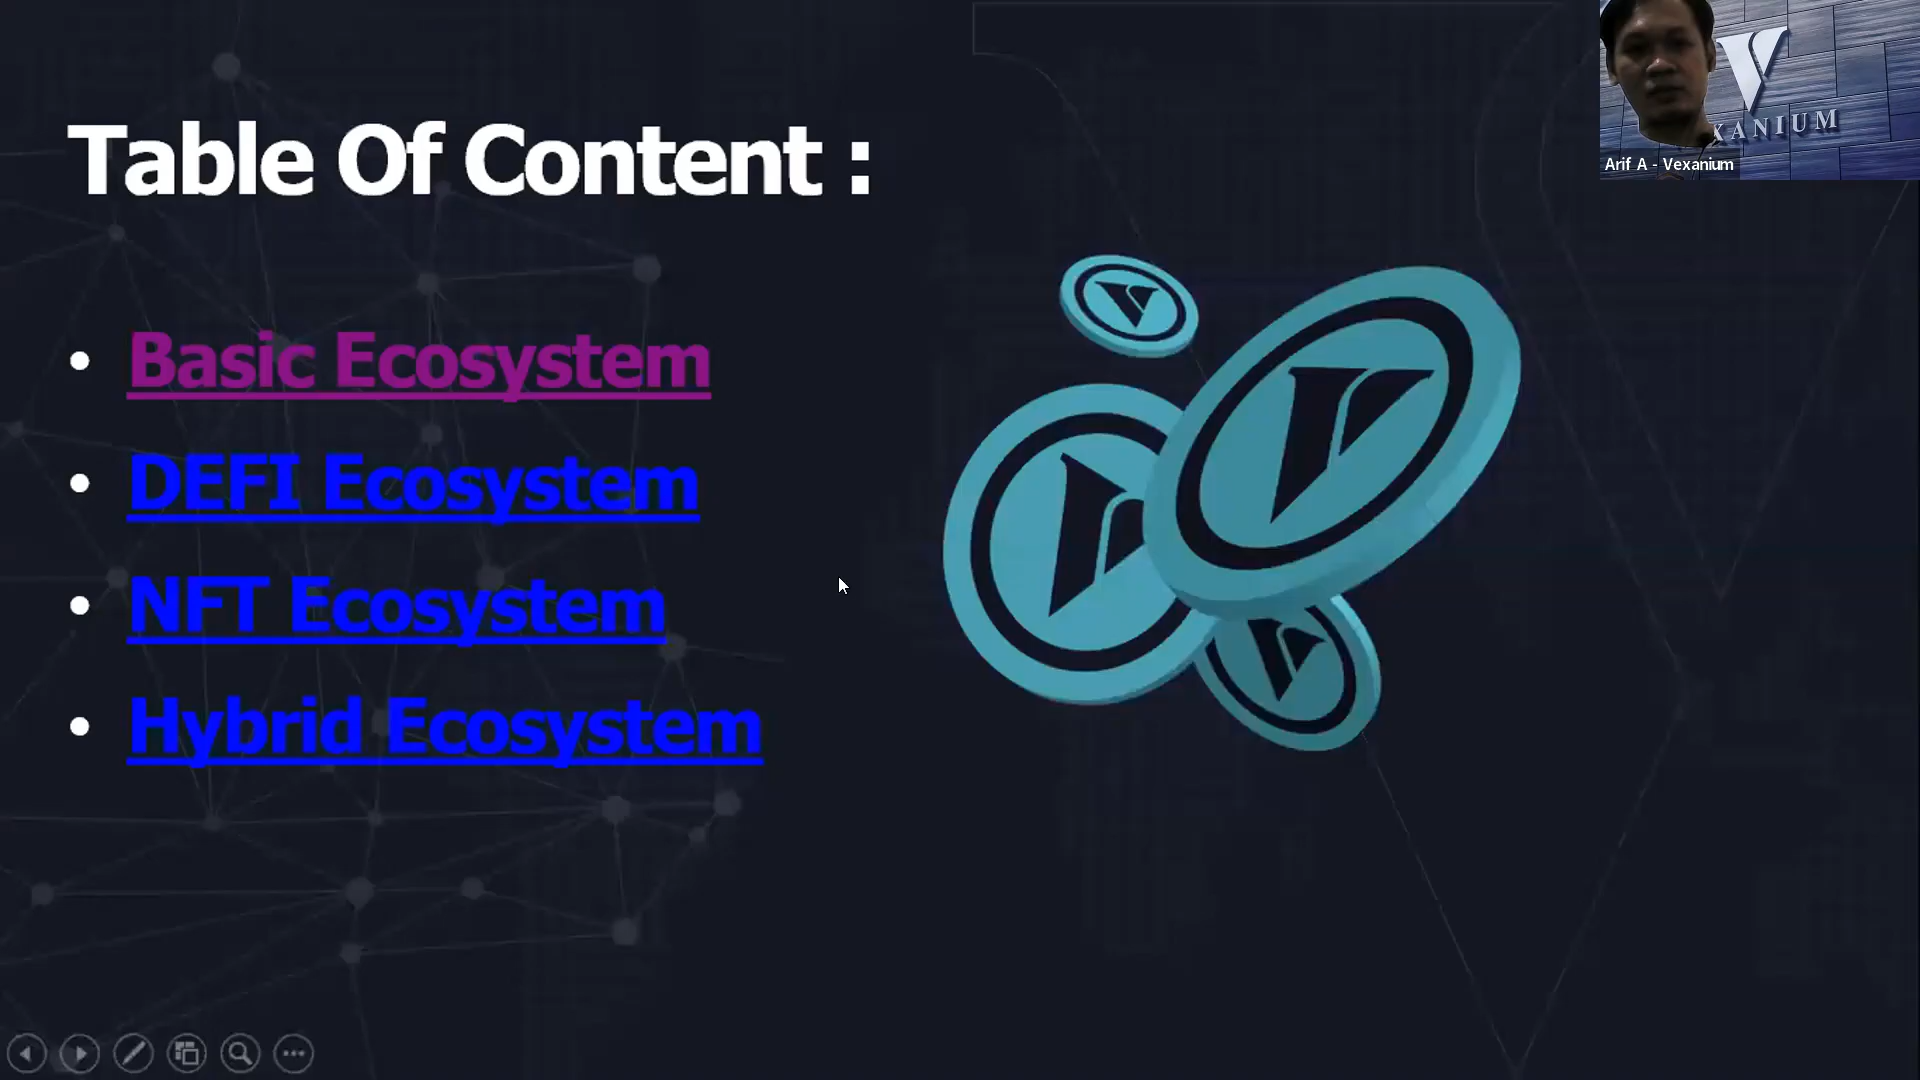 Table Of Content :
• Basic Ecosystem
• DEFI Ecosystem
• NFT Ecosystem
• Hybrid Ecosystem
XANIUM
Arif A - Vexanium